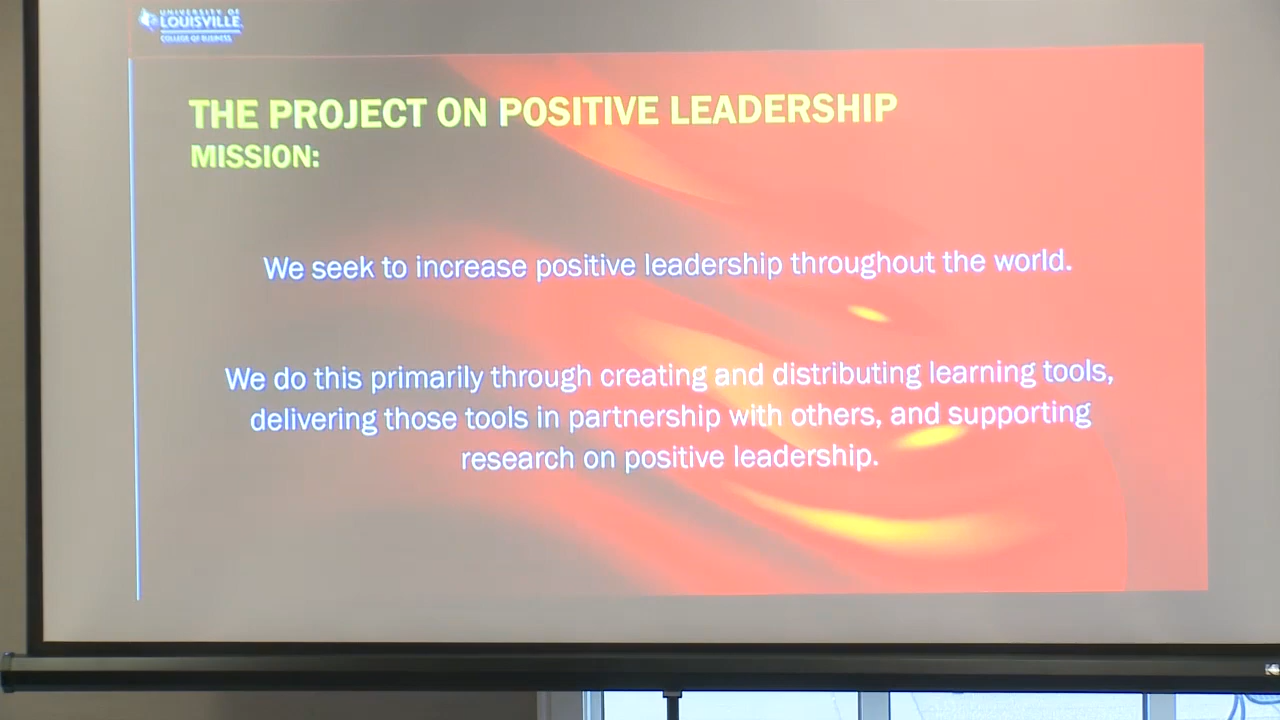 UNIVERSITY OF
LOUISVILLE.
COLLEGE OF BUSINESS
THE PROJECT ON POSITIVE LEADERSHIP
MISSION:
We seek to increase positive leadership throughout the world.
We do this primarily through creating and distributing learning tools,
delivering those tools in partnership with others, and supporting
research on positive leadership.